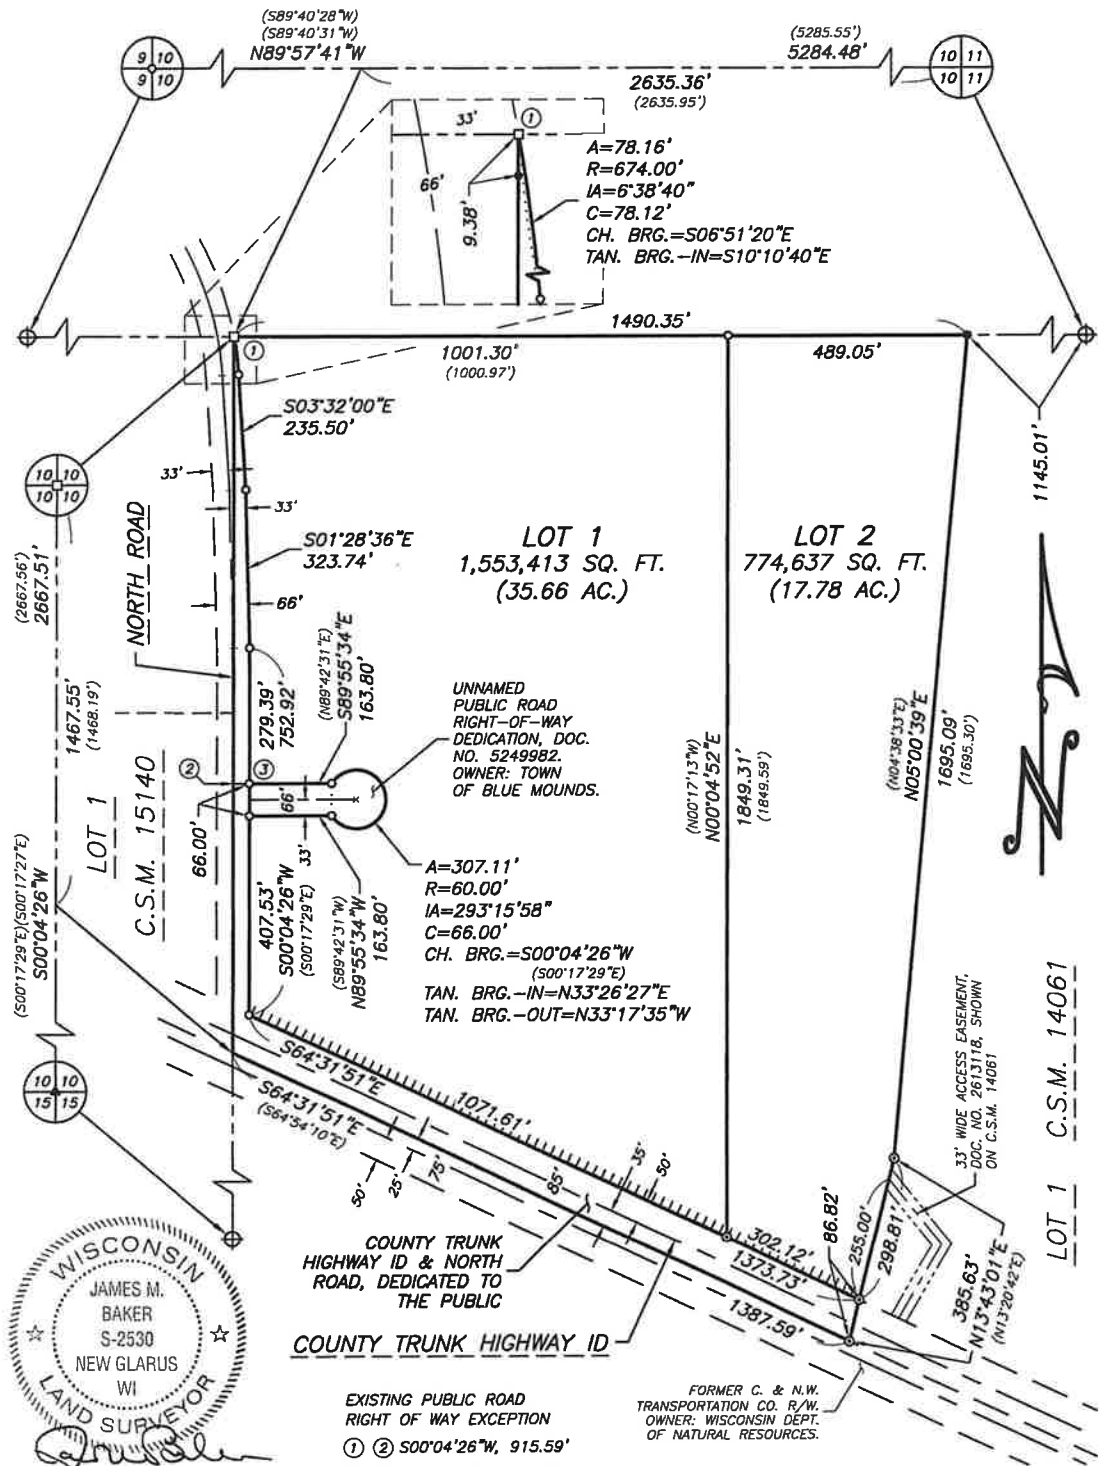 (S89°40'28"W)
(S89°40'31"W)
N89°57'41"W
(5285.55')
5284.48'
9 10
9 10
10 11
10 11
2635.36'
(2635.95')
33'
①
66'
9.38'
A=78.16'
R=674.00'
IA=6°38'40"
C=78.12'
CH. BRG.=S06°51'20"E
TAN. BRG.-IN=S10°10'40"E
1490.35'
①
1001.30'
(1000.97')
489.05'
S03°32'00"E
235.50'
33'
33'
10 10
10 10
1145.01'
NORTH ROAD
S01°28'36"E
323.74'
LOT 1
1,553,413 SQ. FT.
(35.66 AC.)
LOT 2
774,637 SQ. FT.
(17.78 AC.)
(2667.56')
2667.51'
66'
1467.55'
(1468.19')
279.39'
752.92'
(N89°42'31"E)
S89°55'34"E
163.80'
UNNAMED
PUBLIC ROAD
RIGHT-OF-WAY
DEDICATION, DOC.
NO. 5249982.
OWNER: TOWN
OF BLUE MOUNDS.
(N00°17'13"W)
N00°04'52"E
1849.31'
(1849.59')
(N04°38'33"E)
N05°00'39"E
1695.09'
(1695.30')
N
②
③
66'
33'
66.00'
LOT 1
C.S.M. 15140
(S00°17'29"E)(S00°17'27"E)
S00°04'26"W
407.53'
S00°04'26"W
(S00°17'29"E)
(S89°42'31"W)
N89°55'34"W
163.80'
A=307.11'
R=60.00'
IA=293°15'58"
C=66.00'
CH. BRG.=S00°04'26"W
(S00°17'29"E)
TAN. BRG.-IN=N33°26'27"E
TAN. BRG.-OUT=N33°17'35"W
33' WIDE ACCESS EASEMENT,
DOC. NO. 2613118, SHOWN
ON C.S.M. 14061
LOT 1 C.S.M. 14061
10 10
15 15
S64°31'51"E
S64°31'51"E
(S64°54'10"E)
1071.61'
50'
25'
75'
85'
35'
50'
COUNTY TRUNK
HIGHWAY ID & NORTH
ROAD, DEDICATED TO
THE PUBLIC
302.12'
1373.73'
1387.59'
86.82'
255.00'
298.81'
385.63'
N13°43'01"E
(N13°20'42"E)
COUNTY TRUNK HIGHWAY ID
WISCONSIN
JAMES M.
BAKER
S-2530
NEW GLARUS
WI
LAND SURVEYOR
EXISTING PUBLIC ROAD
RIGHT OF WAY EXCEPTION
① ② S00°04'26"W, 915.59'
FORMER C. & N.W.
TRANSPORTATION CO. R/W.
OWNER: WISCONSIN DEPT.
OF NATURAL RESOURCES.